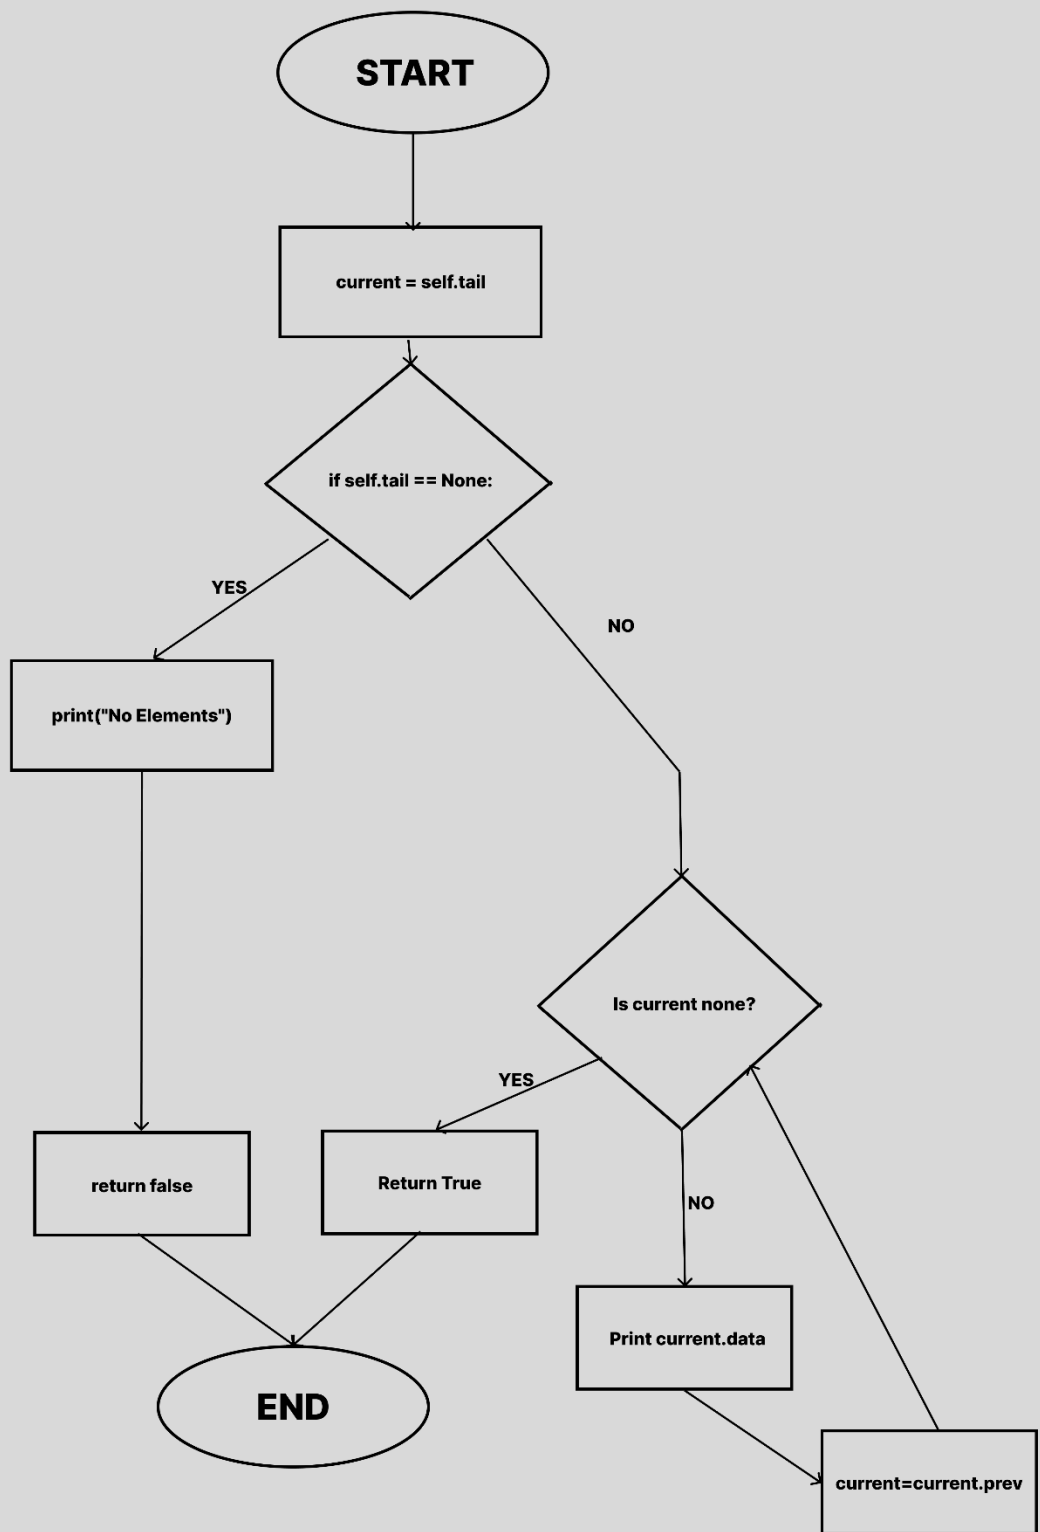 START
current = self.tail
if self.tail == None:
YES
NO
print("No Elements")
Is current none?
YES
return false
Return True
NO
Print current.data
END
current=current.prev